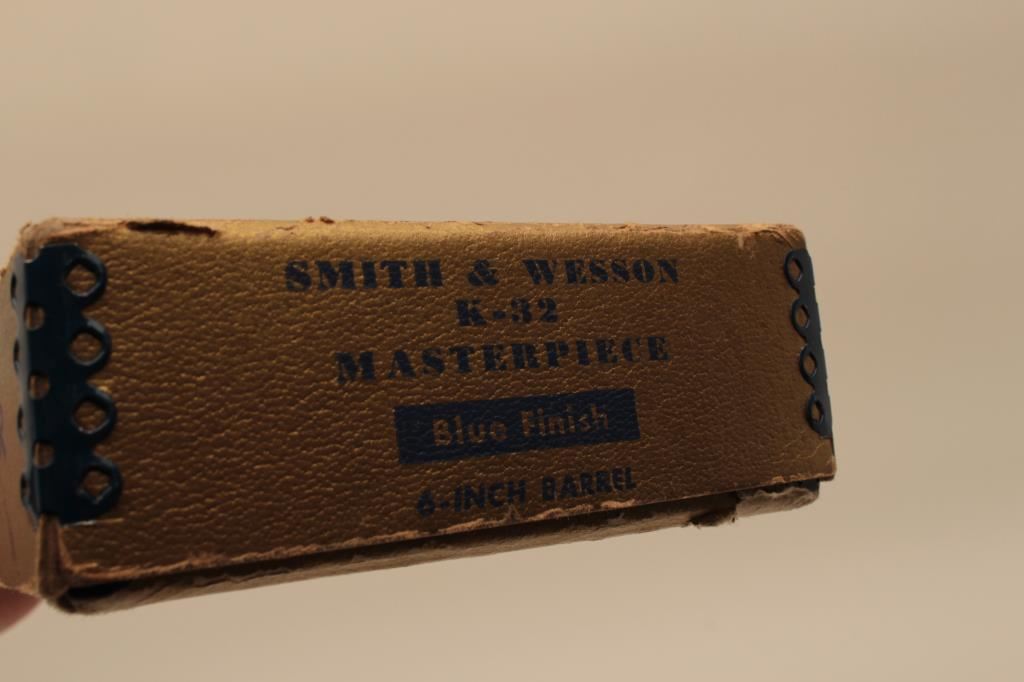 SMITH & WESSON
K-32
MASTERPIECE
Blue Finish
6-INCH BARREL